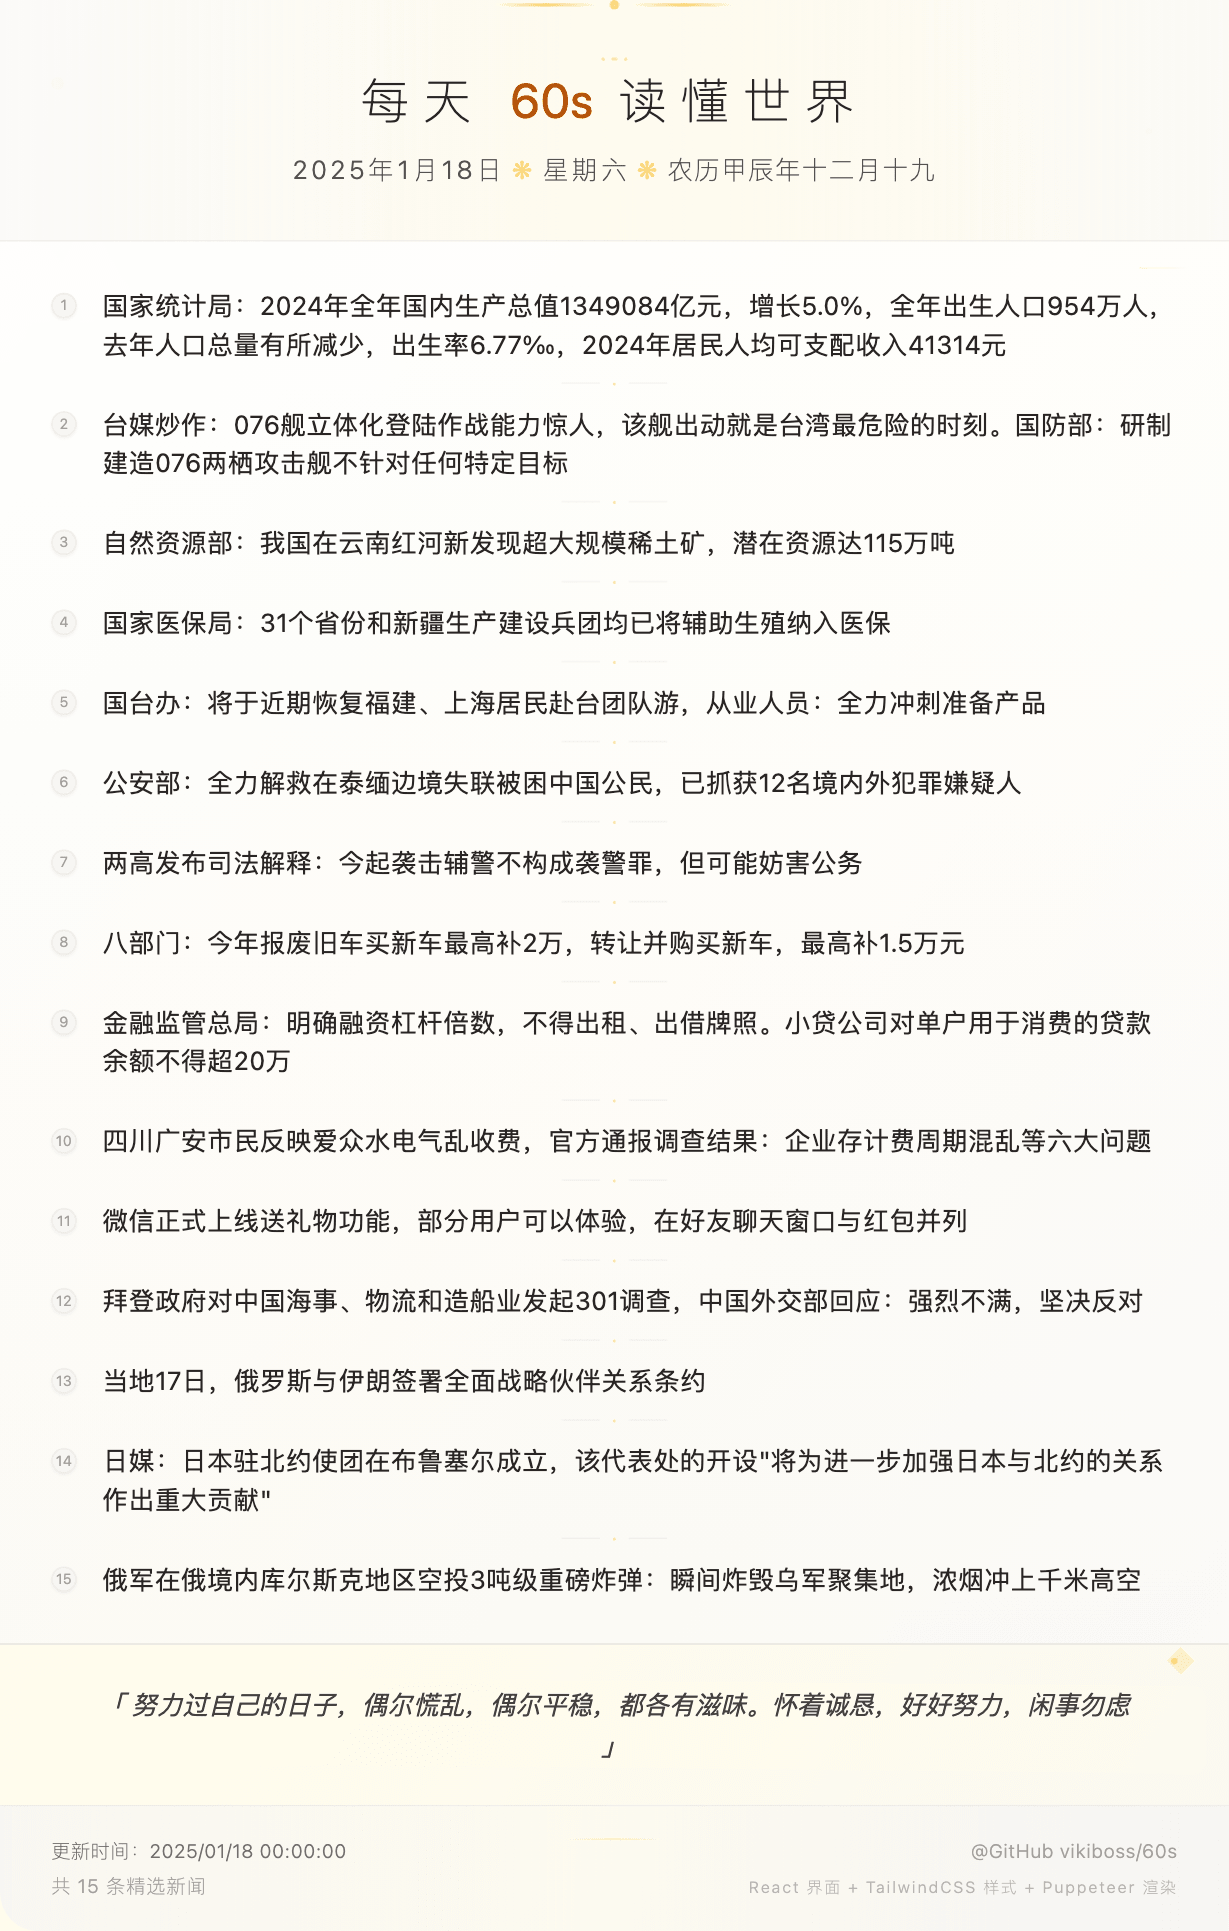 每天 60s 读懂世界
2025年1月18日 ❋ 星期六 ❋ 农历甲辰年十二月十九
1 国家统计局：2024年全年国内生产总值1349084亿元，增长5.0%，全年出生人口954万人，
去年人口总量有所减少，出生率6.77‰，2024年居民人均可支配收入41314元
2 台媒炒作：076舰立体化登陆作战能力惊人，该舰出动就是台湾最危险的时刻。国防部：研制
建造076两栖攻击舰不针对任何特定目标
3 自然资源部：我国在云南红河新发现超大规模稀土矿，潜在资源达115万吨
4 国家医保局：31个省份和新疆生产建设兵团均已将辅助生殖纳入医保
5 国台办：将于近期恢复福建、上海居民赴台团队游，从业人员：全力冲刺准备产品
6 公安部：全力解救在泰缅边境失联被困中国公民，已抓获12名境内外犯罪嫌疑人
7 两高发布司法解释：今起袭击辅警不构成袭警罪，但可能妨害公务
8 八部门：今年报废旧车买新车最高补2万，转让并购买新车，最高补1.5万元
9 金融监管总局：明确融资杠杆倍数，不得出租、出借牌照。小贷公司对单户用于消费的贷款
余额不得超20万
10 四川广安市民反映爱众水电气乱收费，官方通报调查结果：企业存计费周期混乱等六大问题
11 微信正式上线送礼物功能，部分用户可以体验，在好友聊天窗口与红包并列
12 拜登政府对中国海事、物流和造船业发起301调查，中国外交部回应：强烈不满，坚决反对
13 当地17日，俄罗斯与伊朗签署全面战略伙伴关系条约
14 日媒：日本驻北约使团在布鲁塞尔成立，该代表处的开设"将为进一步加强日本与北约的关系
作出重大贡献"
15 俄军在俄境内库尔斯克地区空投3吨级重磅炸弹：瞬间炸毁乌军聚集地，浓烟冲上千米高空
「努力过自己的日子，偶尔慌乱，偶尔平稳，都各有滋味。怀着诚恳，好好努力，闲事勿虑
」
更新时间：2025/01/18 00:00:00
@GitHub vikiboss/60s
共 15 条精选新闻
React 界面 + TailwindCSS 样式 + Puppeteer 渲染